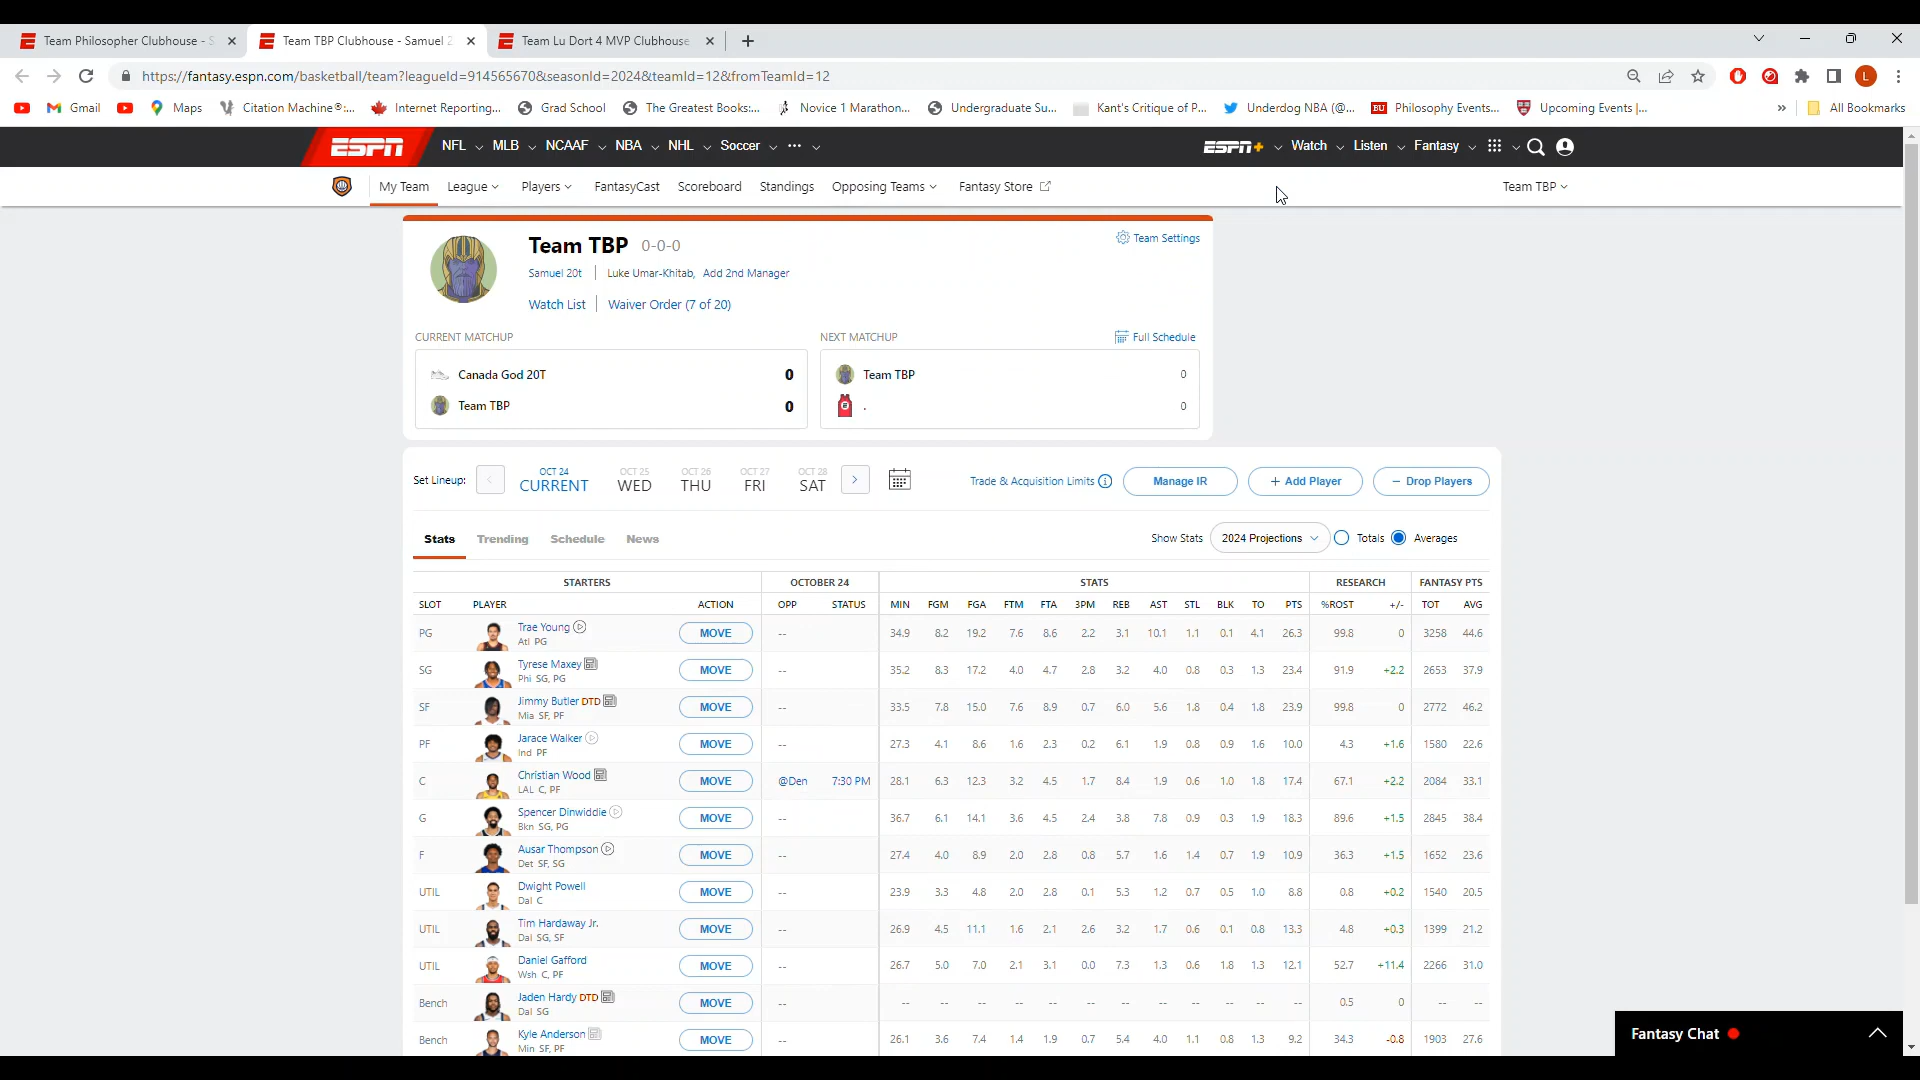 Team Philosopher Clubhouse - S
Team TBP Clubhouse - Samuel 2
Team Lu Dort 4 MVP Clubhouse
https://fantasy.espn.com/basketball/team?leagueId=914565670&seasonId=2024&teamId=12&fromTeamId=12
L
Gmail
Maps
Citation Machine®:...
Internet Reporting...
Grad School
The Greatest Books:...
Novice 1 Marathon...
Undergraduate Su...
Kant's Critique of P...
Underdog NBA (@...
BU
Philosophy Events...
Upcoming Events |...
»
All Bookmarks
ESPN NFL MLB NCAAF NBA NHL Soccer ••• ESPN+ Watch Listen Fantasy
My Team League Players FantasyCast Scoreboard Standings Opposing Teams Fantasy Store Team TBP
Team TBP 0-0-0
Team Settings
Samuel 20t Luke Umar-Khitab, Add 2nd Manager
Watch List Waiver Order (7 of 20)
CURRENT MATCHUP NEXT MATCHUP Full Schedule
Canada God 20T 0 Team TBP 0
Team TBP 0 . 0
OCT 24 OCT 25 OCT 26 OCT 27 OCT 28
Set Lineup: CURRENT WED THU FRI SAT Trade & Acquisition Limits Manage IR + Add Player − Drop Players
Stats Trending Schedule News Show Stats 2024 Projections Totals Averages
STARTERS OCTOBER 24 STATS RESEARCH FANTASY PTS
SLOT PLAYER ACTION OPP STATUS MIN FGM FGA FTM FTA 3PM REB AST STL BLK TO PTS %ROST +/- TOT AVG
PG Trae Young MOVE -- 34.9 8.2 19.2 7.6 8.6 2.2 3.1 10.1 1.1 0.1 4.1 26.3 99.8 0 3258 44.6
Atl PG
SG Tyrese Maxey MOVE -- 35.2 8.3 17.2 4.0 4.7 2.8 3.2 4.0 0.8 0.3 1.3 23.4 91.9 +2.2 2653 37.9
Phi SG, PG
SF Jimmy Butler DTD MOVE -- 33.5 7.8 15.0 7.6 8.9 0.7 6.0 5.6 1.8 0.4 1.8 23.9 99.8 0 2772 46.2
Mia SF, PF
PF Jarace Walker MOVE -- 27.3 4.1 8.6 1.6 2.3 0.2 6.1 1.9 0.8 0.9 1.6 10.0 4.3 +1.6 1580 22.6
Ind PF
C Christian Wood MOVE @Den 7:30 PM 28.1 6.3 12.3 3.2 4.5 1.7 8.4 1.9 0.6 1.0 1.8 17.4 67.1 +2.2 2084 33.1
LAL C, PF
G Spencer Dinwiddie MOVE -- 36.7 6.1 14.1 3.6 4.5 2.4 3.8 7.8 0.9 0.3 1.9 18.3 89.6 +1.5 2845 38.4
Bkn SG, PG
F Ausar Thompson MOVE -- 27.4 4.0 8.9 2.0 2.8 0.8 5.7 1.6 1.4 0.7 1.9 10.9 36.3 +1.5 1652 23.6
Det SF, SG
UTIL Dwight Powell MOVE -- 23.9 3.3 4.8 2.0 2.8 0.1 5.3 1.2 0.7 0.5 1.0 8.8 0.8 +0.2 1540 20.5
Dal C
UTIL Tim Hardaway Jr. MOVE -- 26.9 4.5 11.1 1.6 2.1 2.6 3.2 1.7 0.6 0.1 0.8 13.3 4.8 +0.3 1399 21.2
Dal SG, SF
UTIL Daniel Gafford MOVE -- 26.7 5.0 7.0 2.1 3.1 0.0 7.3 1.3 0.6 1.8 1.3 12.1 52.7 +11.4 2266 31.0
Wsh C, PF
Bench Jaden Hardy DTD MOVE -- -- -- -- -- -- -- -- -- -- -- -- -- 0.5 0 -- --
Dal SG
Bench Kyle Anderson MOVE -- 26.1 3.6 7.4 1.4 1.9 0.7 5.4 4.0 1.1 0.8 1.3 9.2 34.3 -0.8 1903 27.6
Min SF, PF
Fantasy Chat